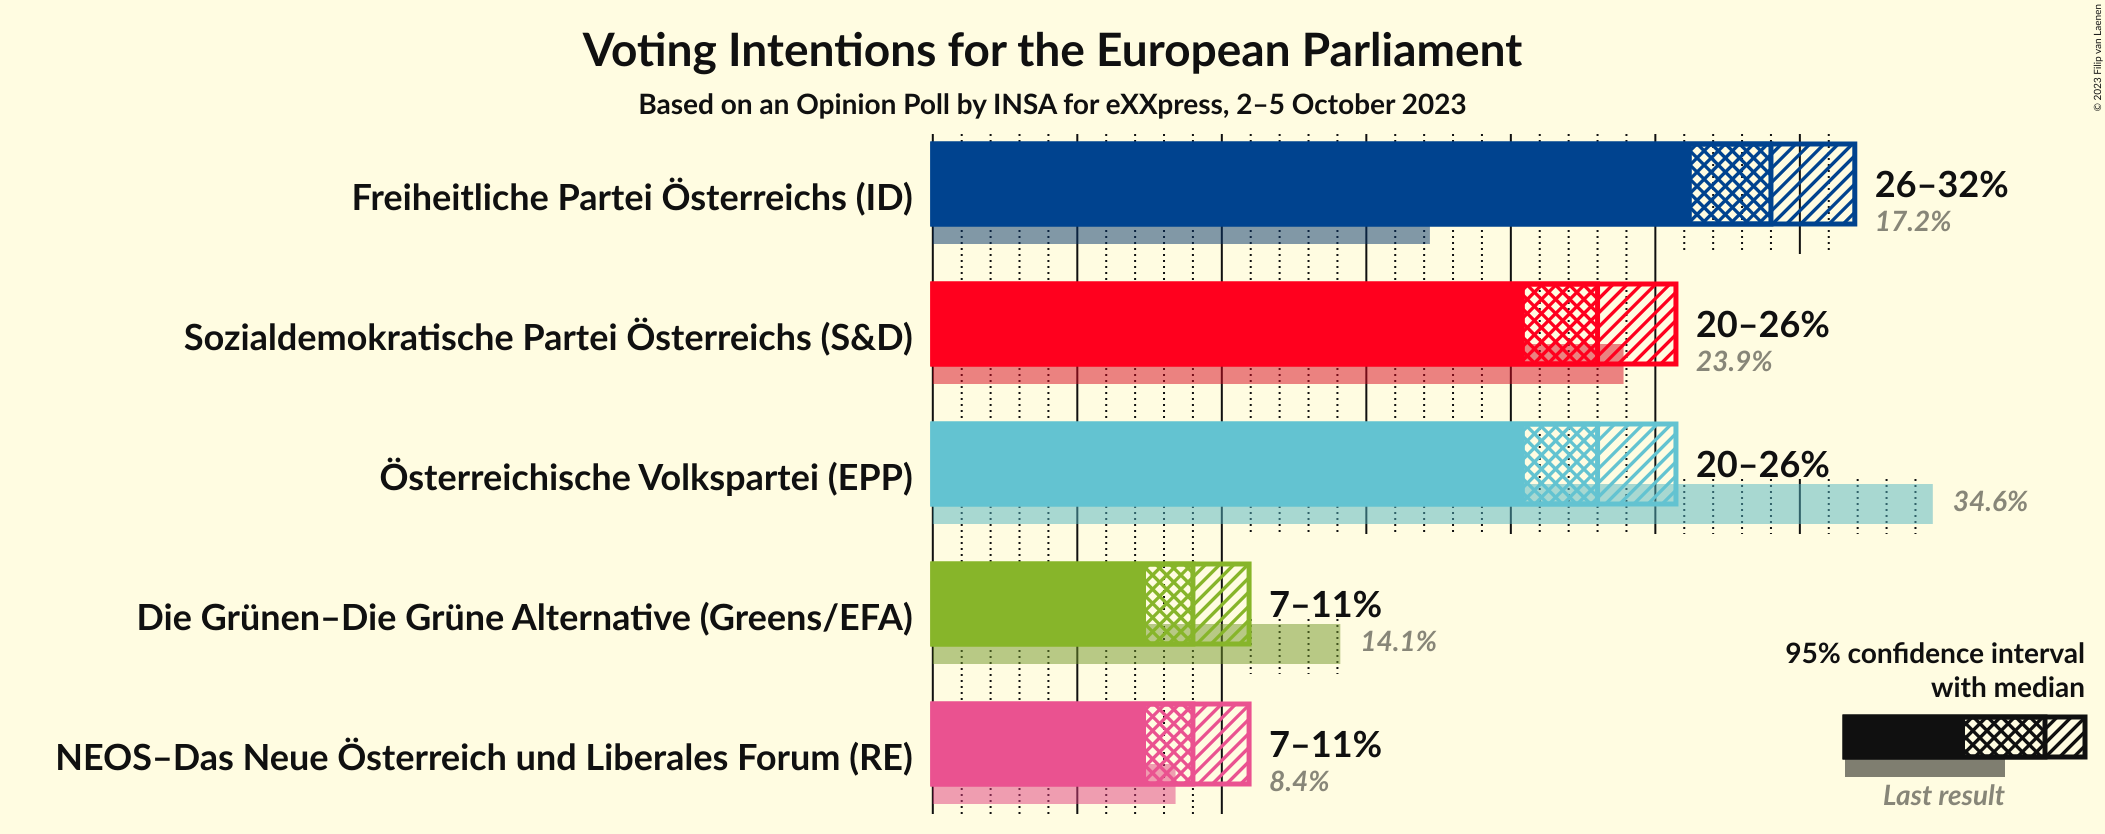 Voting Intentions for the European Parliament
Based on an Opinion Poll by INSA for eXXpress, 2–5 October 2023
© 2023 Filip van Laenen
Freiheitliche Partei Österreichs (ID)
26–32%
17.2%
Sozialdemokratische Partei Österreichs (S&D)
20–26%
23.9%
Österreichische Volkspartei (EPP)
20–26%
34.6%
Die Grünen–Die Grüne Alternative (Greens/EFA)
7–11%
14.1%
NEOS–Das Neue Österreich und Liberales Forum (RE)
7–11%
8.4%
95% confidence interval
with median
Last result